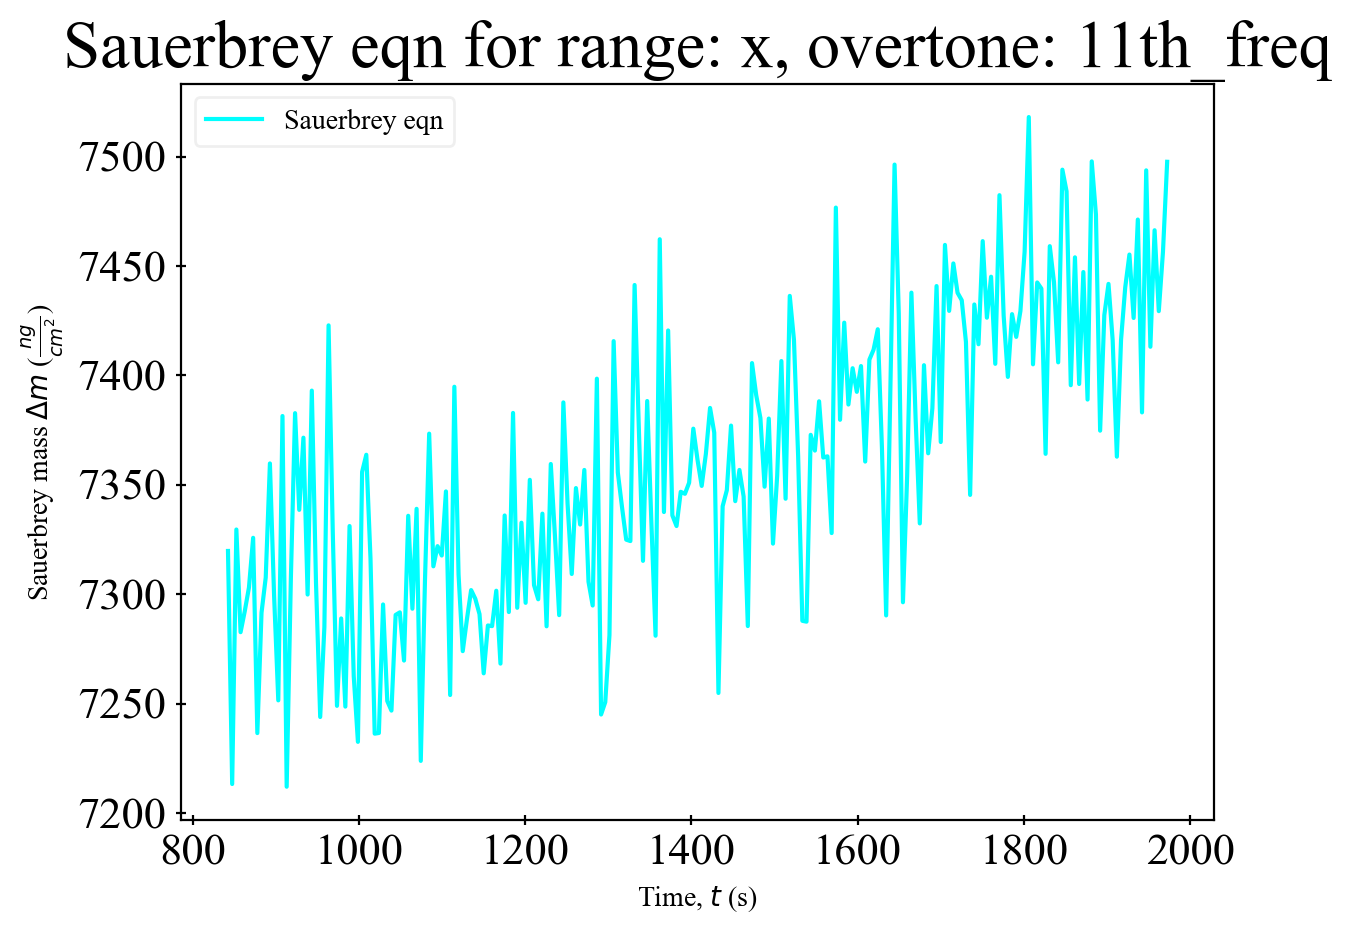 Sauerbrey eqn for range: x, overtone: 11th_freq
Sauerbrey eqn
7500
7450
7400
7350
7300
7250
7200
Sauerbrey mass Δm (ng/cm²)
800 1000 1200 1400 1600 1800 2000
Time, t (s)